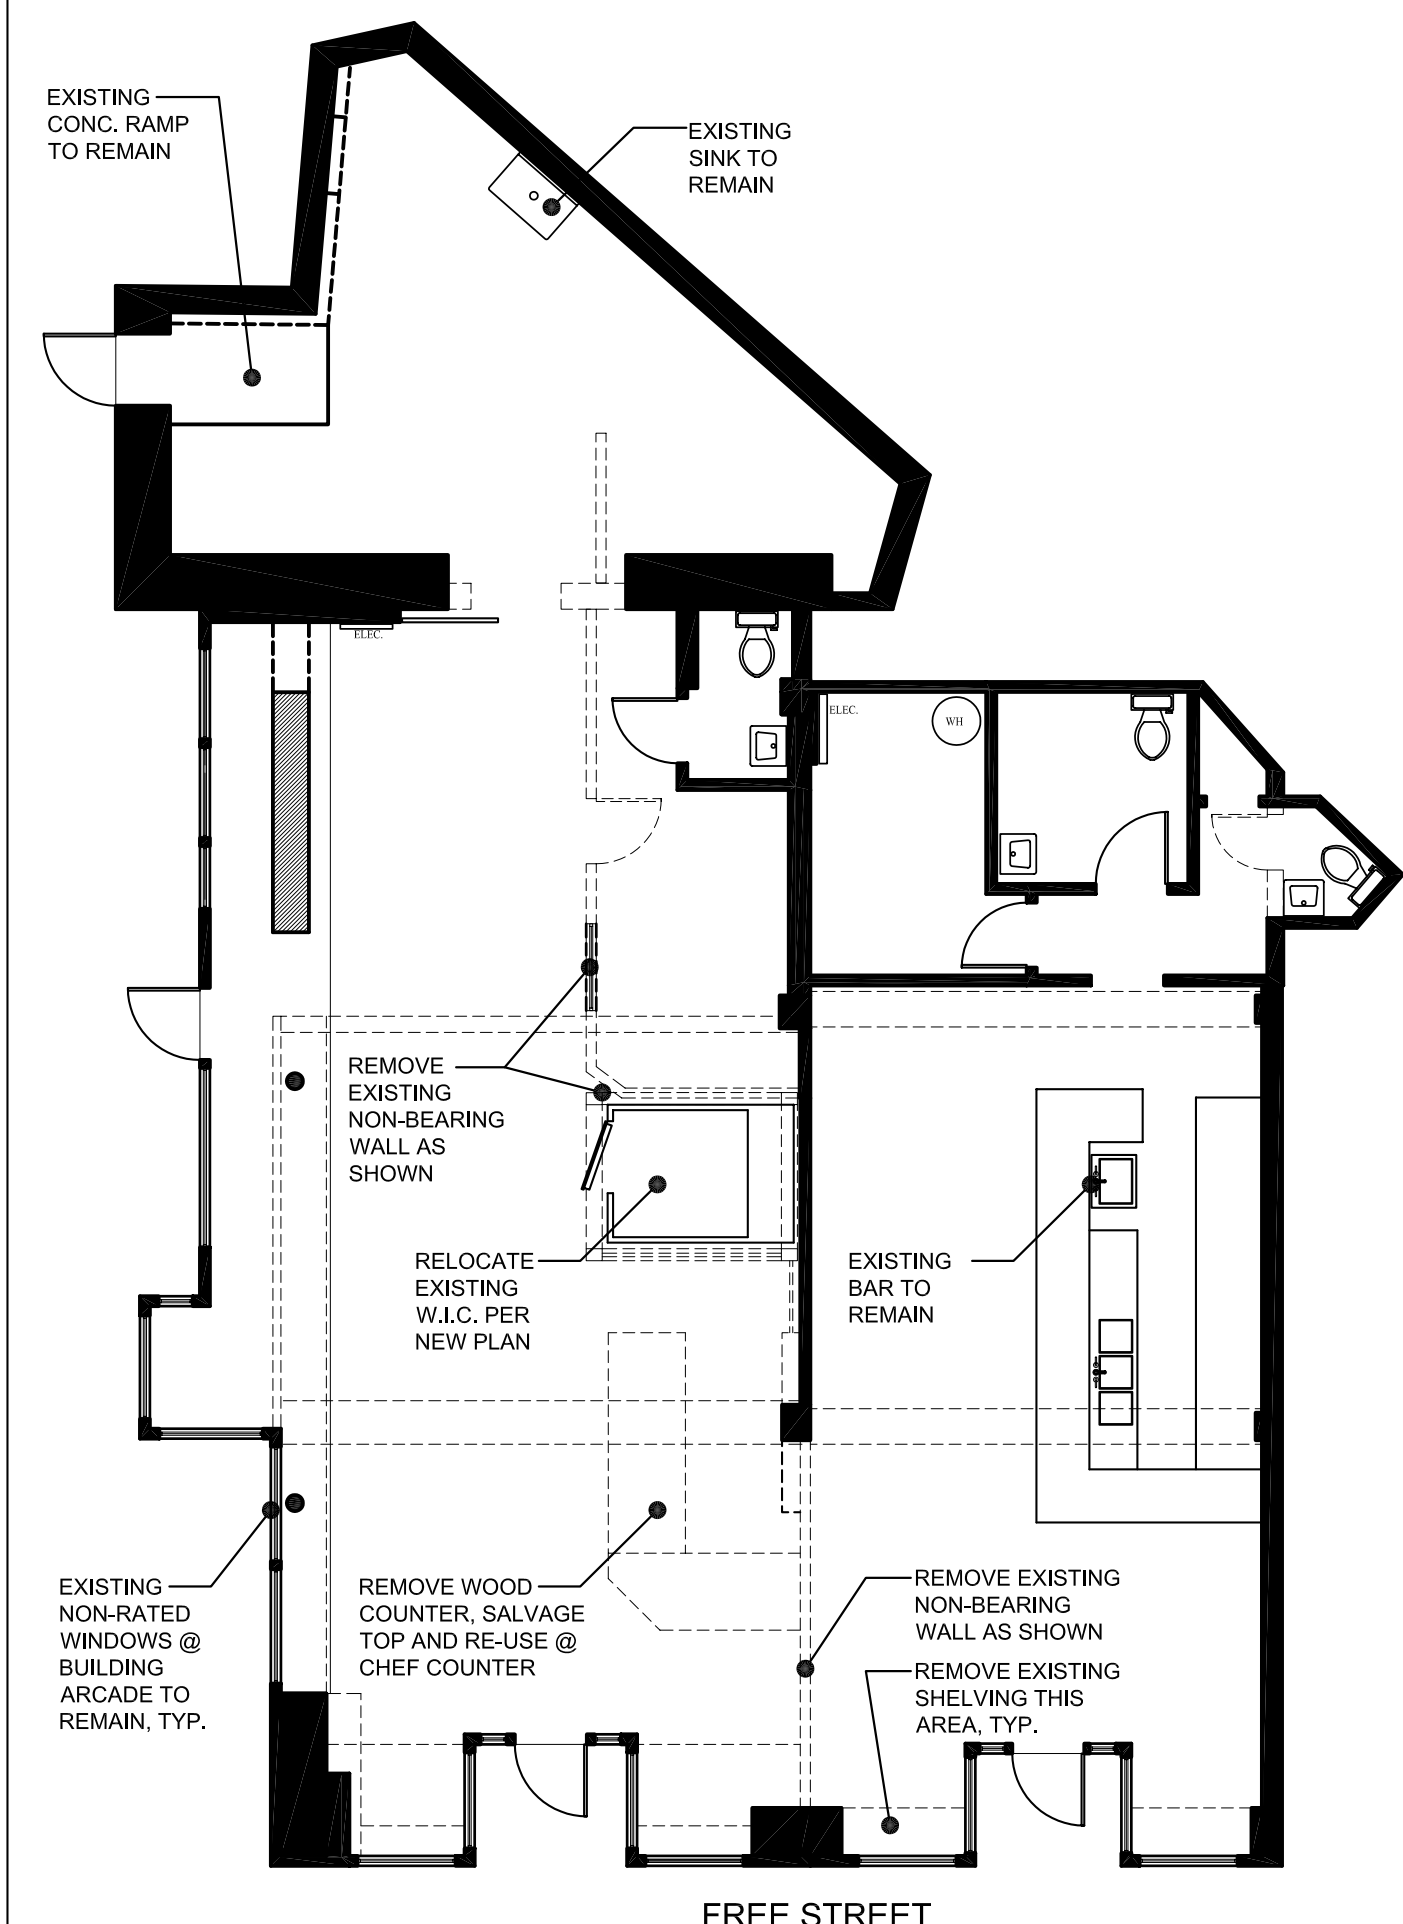 EXISTING
CONC. RAMP
TO REMAIN
EXISTING
SINK TO
REMAIN
ELEC.
ELEC.
WH
REMOVE
EXISTING
NON-BEARING
WALL AS
SHOWN
RELOCATE
EXISTING
W.I.C. PER
NEW PLAN
EXISTING
BAR TO
REMAIN
EXISTING
NON-RATED
WINDOWS @
BUILDING
ARCADE TO
REMAIN, TYP.
REMOVE WOOD
COUNTER, SALVAGE
TOP AND RE-USE @
CHEF COUNTER
REMOVE EXISTING
NON-BEARING
WALL AS SHOWN
REMOVE EXISTING
SHELVING THIS
AREA, TYP.
FREE STREET